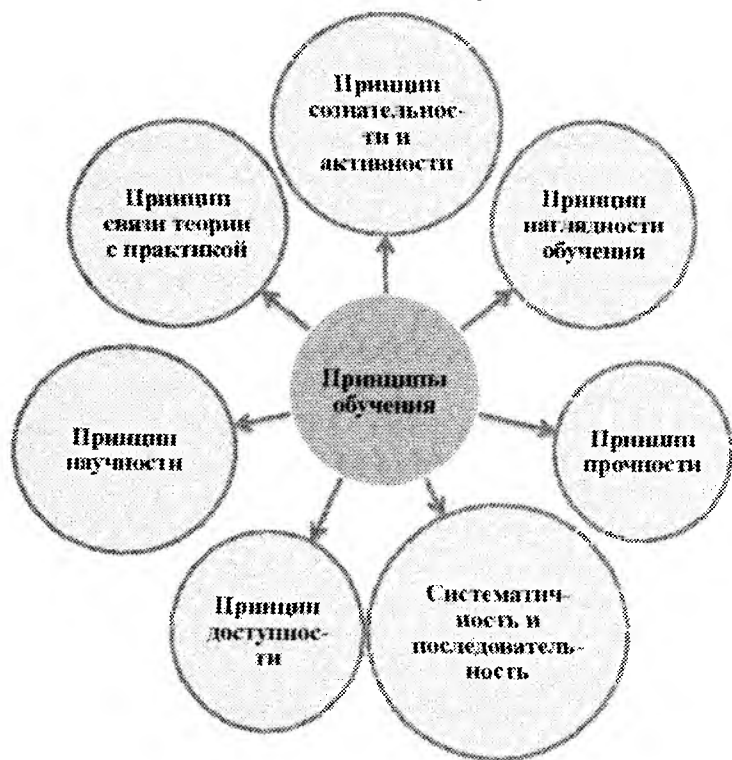 Принцип
сознательнос-
ти и
активности
Принцип
наглядности
обучения
Принцип
прочности
Систематич-
ность и
последователь-
ность
Принцип
доступнос-
ти
Принцип
научности
Принцип
связи теории
с практикой
Принципы
обучения